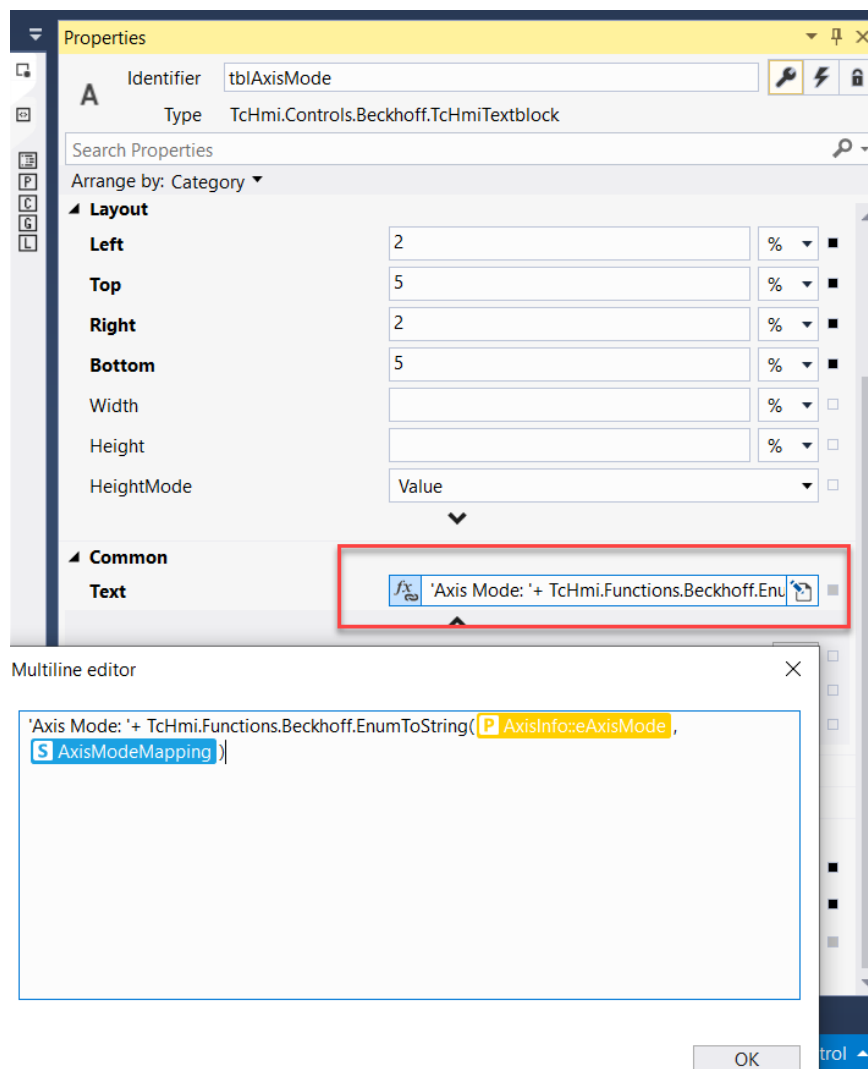 Properties
A
Identifier tblAxisMode
Type TcHmi.Controls.Beckhoff.TcHmiTextblock
Search Properties
Arrange by: Category
P
C
G
L
Layout
Left 2 %
Top 5 %
Right 2 %
Bottom 5 %
Width %
Height %
HeightMode Value
Common
Text fx 'Axis Mode: '+ TcHmi.Functions.Beckhoff.Enu
Multiline editor
'Axis Mode: '+ TcHmi.Functions.Beckhoff.EnumToString( P AxisInfo::eAxisMode ,
S AxisModeMapping )
OK
trol